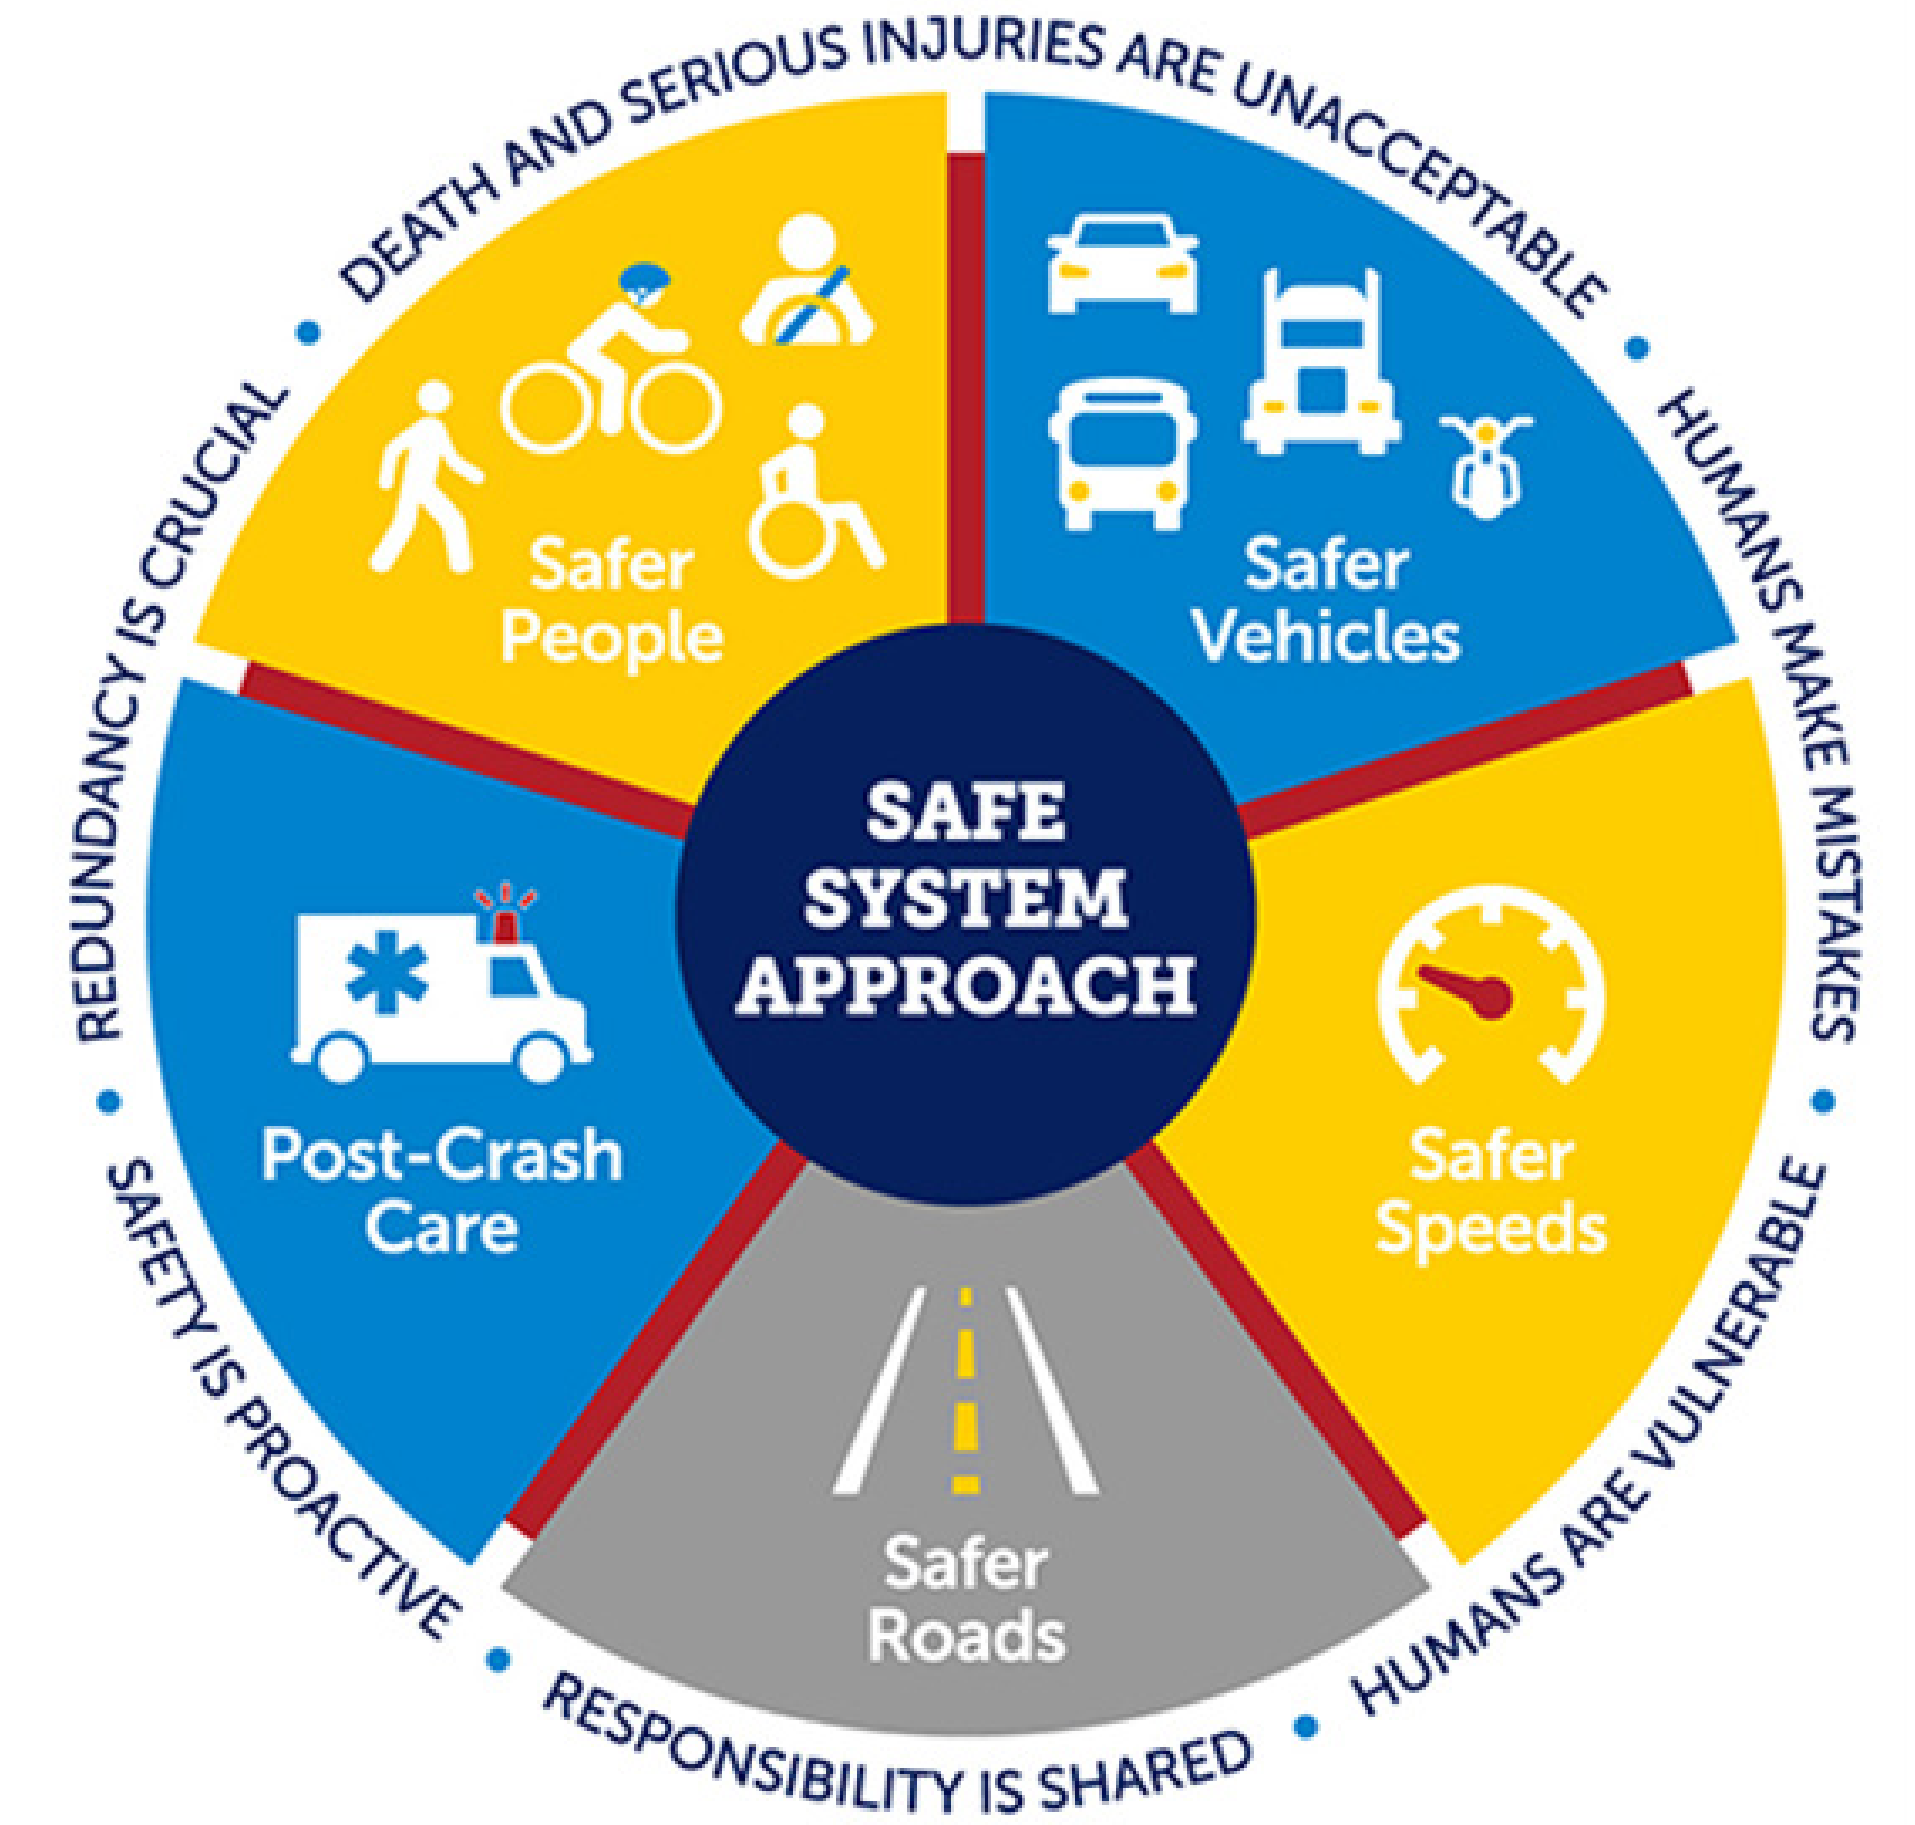 DEATH AND SERIOUS INJURIES ARE UNACCEPTABLE
HUMANS MAKE MISTAKES
HUMANS ARE VULNERABLE
RESPONSIBILITY IS SHARED
SAFETY IS PROACTIVE
REDUNDANCY IS CRUCIAL
Safer
People
Safer
Vehicles
Safer
Speeds
Safer
Roads
Post-Crash
Care
SAFE
SYSTEM
APPROACH